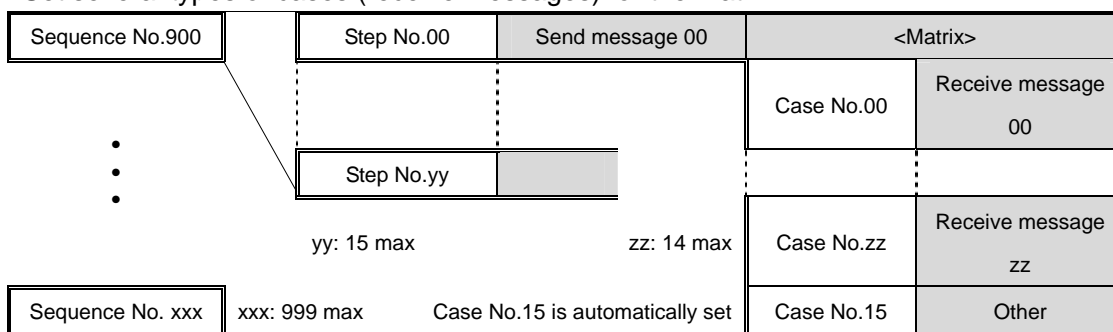 Sequence No.900 Step No.00 Send message 00 <Matrix>
Case No.00 Receive message
00
Step No.yy
yy: 15 max zz: 14 max Case No.zz Receive message
zz
Sequence No. xxx xxx: 999 max Case No.15 is automatically set Case No.15 Other